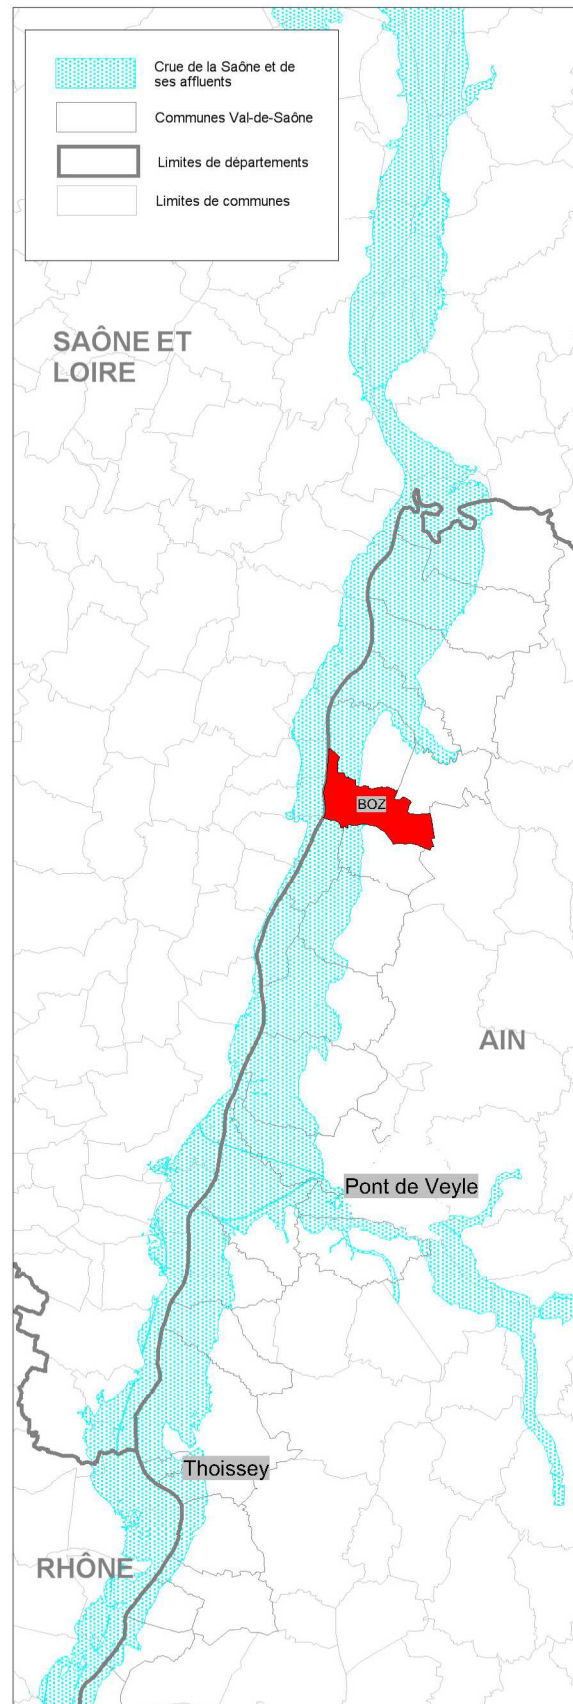 Crue de la Saône et de
ses affluents
Communes Val-de-Saône
Limites de départements
Limites de communes
SAÔNE ET
LOIRE
BOZ
AIN
Pont de Veyle
Thoissey
RHÔNE